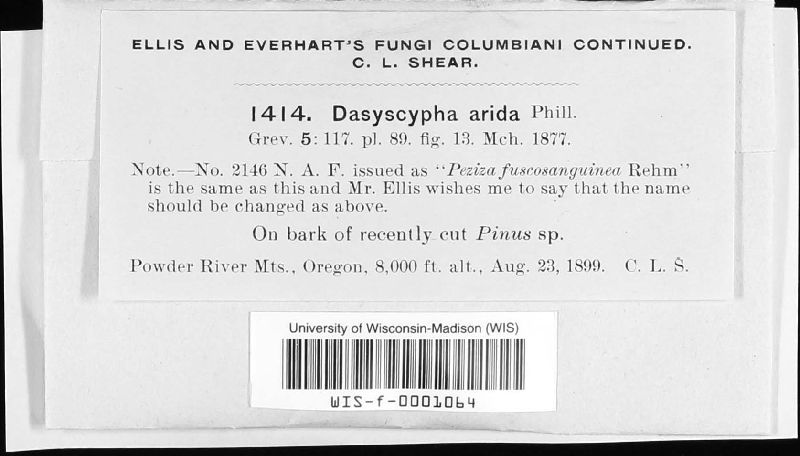 ELLIS AND EVERHART'S FUNGI COLUMBIANI CONTINUED.
C. L. SHEAR.
1414. Dasyscypha arida Phill.
Grev. 5: 117. pl. 89. fig. 13. Mch. 1877.
Note.—No. 2146 N. A. F. issued as "Peziza fuscosanguinea Rehm"
is the same as this and Mr. Ellis wishes me to say that the name
should be changed as above.
On bark of recently cut Pinus sp.
Powder River Mts., Oregon, 8,000 ft. alt., Aug. 23, 1899. C. L. S.
University of Wisconsin-Madison (WIS)
WIS-f-0001064